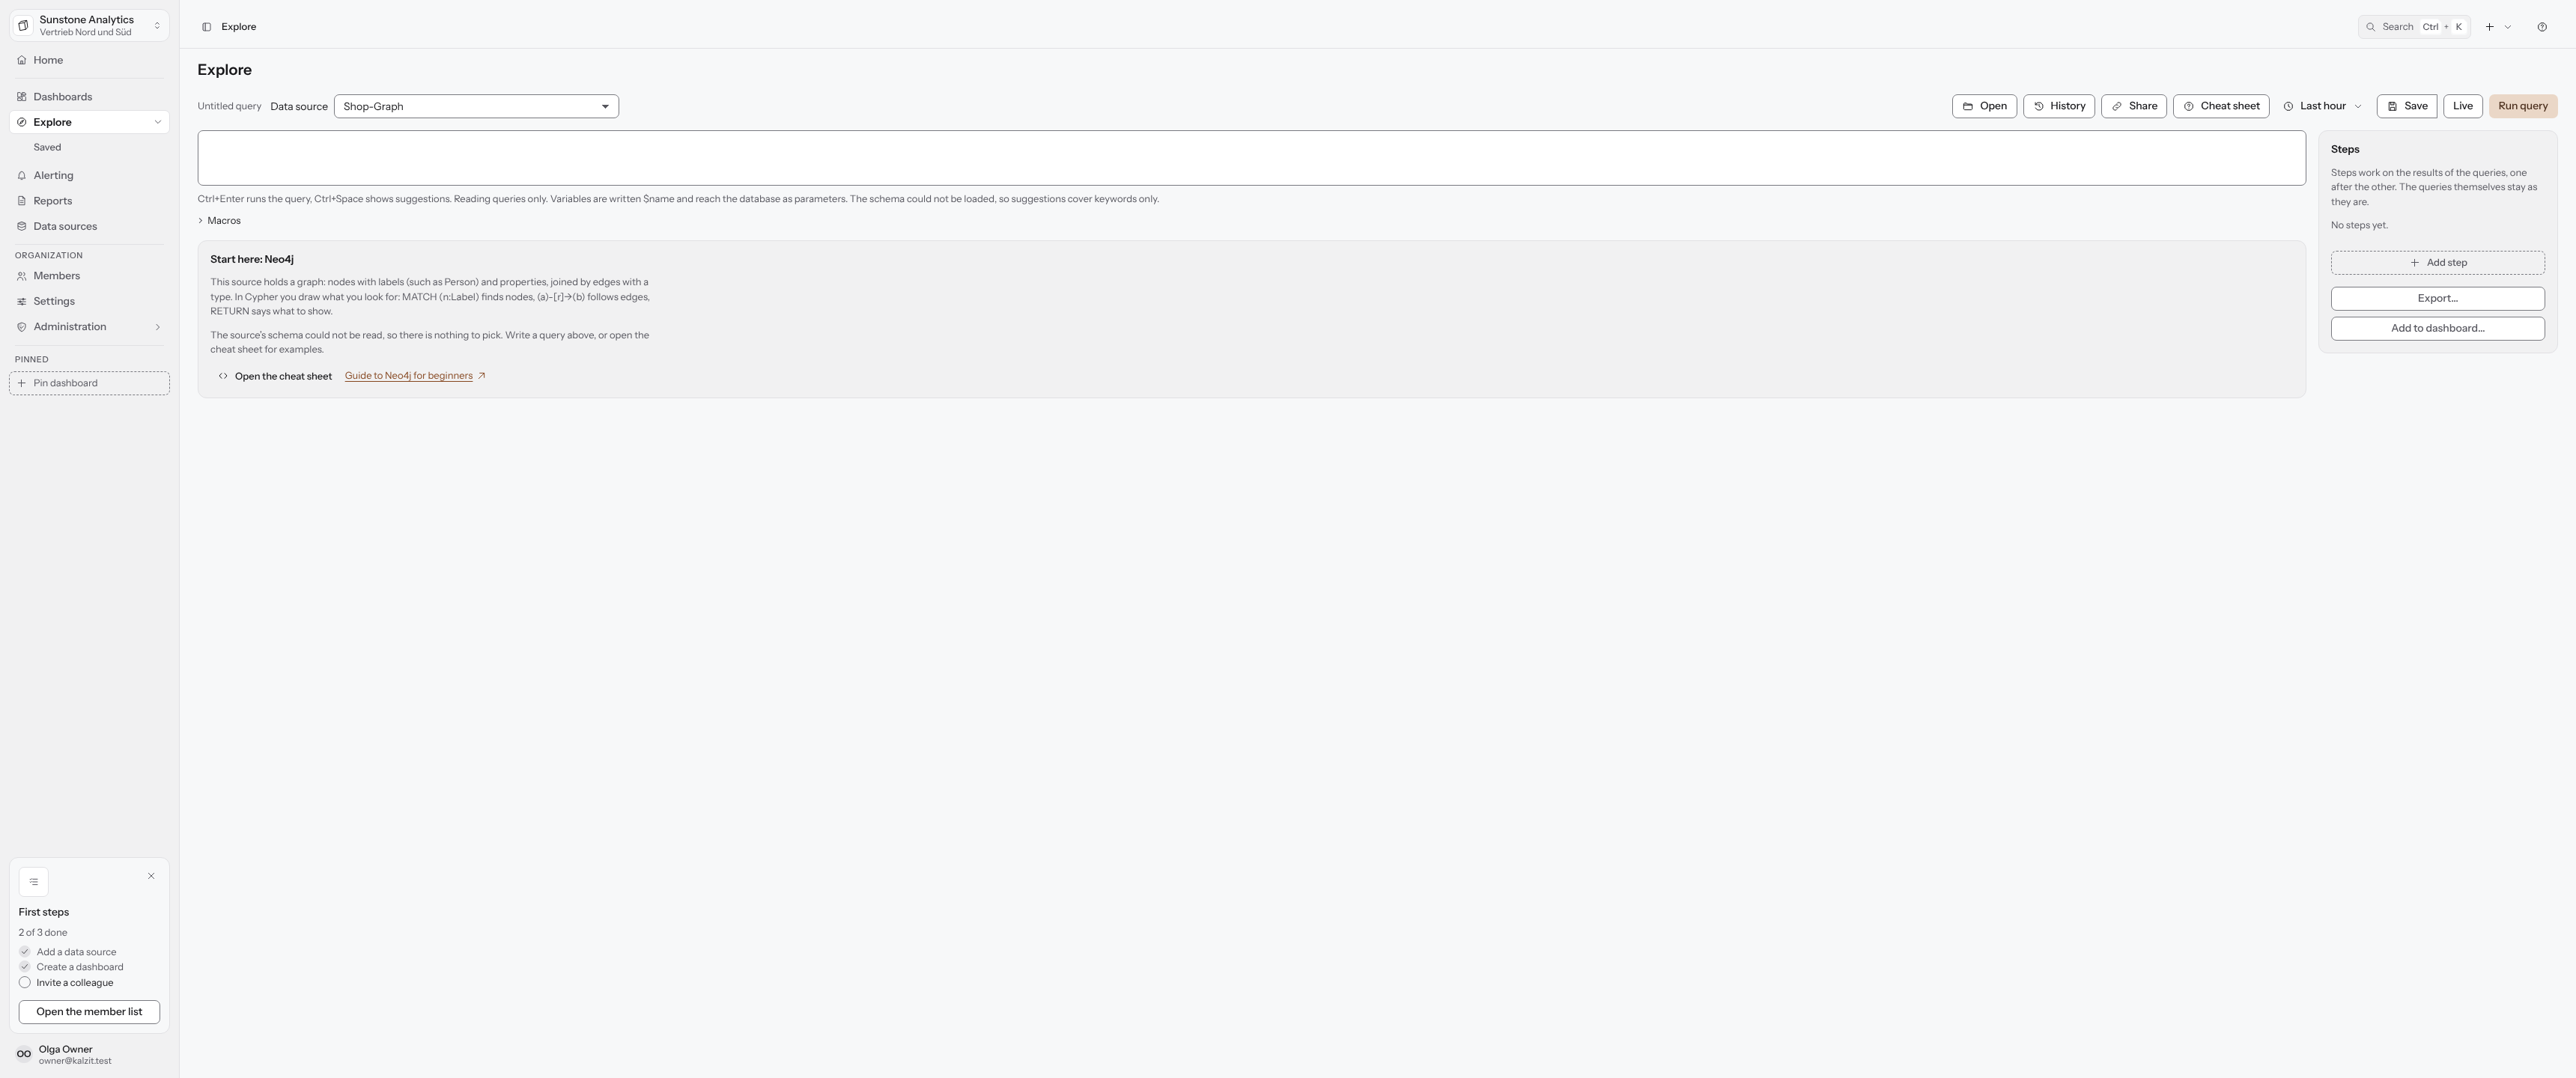 Sunstone Analytics
Vertrieb Nord und Süd
Home
Dashboards
Explore
Saved
Alerting
Reports
Data sources
ORGANIZATION
Members
Settings
Administration
PINNED
Pin dashboard
First steps
2 of 3 done
Add a data source
Create a dashboard
Invite a colleague
Open the member list
OO
Olga Owner
owner@kalzit.test
Explore
Search Ctrl + K
Explore
Untitled query Data source Shop-Graph
Open History Share Cheat sheet Last hour Save Live Run query
Ctrl+Enter runs the query, Ctrl+Space shows suggestions. Reading queries only. Variables are written $name and reach the database as parameters. The schema could not be loaded, so suggestions cover keywords only.
Macros
Start here: Neo4j
This source holds a graph: nodes with labels (such as Person) and properties, joined by edges with a
type. In Cypher you draw what you look for: MATCH (n:Label) finds nodes, (a)-[r]->(b) follows edges,
RETURN says what to show.
The source's schema could not be read, so there is nothing to pick. Write a query above, or open the
cheat sheet for examples.
Open the cheat sheet Guide to Neo4j for beginners
Steps
Steps work on the results of the queries, one
after the other. The queries themselves stay as
they are.
No steps yet.
Add step
Export...
Add to dashboard...